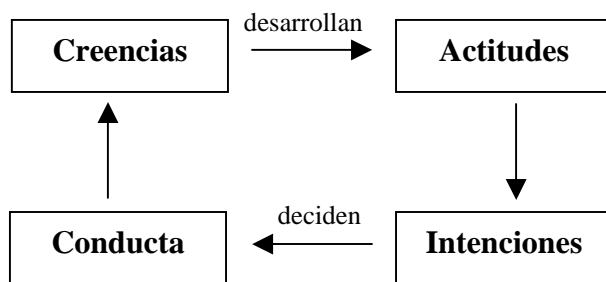 desarrollan
Creencias
Actitudes
deciden
Conducta
Intenciones